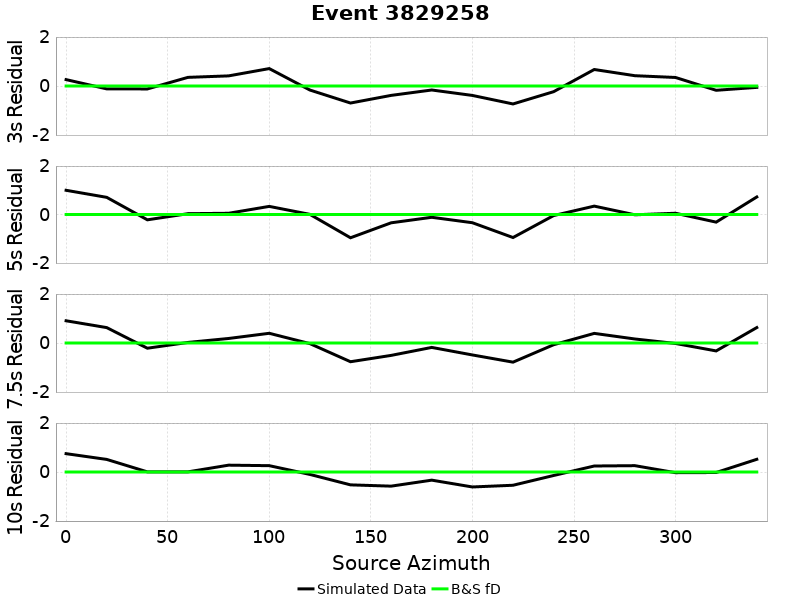 Event 3829258
3s Residual
2
0
-2
5s Residual
2
0
-2
7.5s Residual
2
0
-2
10s Residual
2
0
-2
0 50 100 150 200 250 300
Source Azimuth
Simulated Data B&S fD